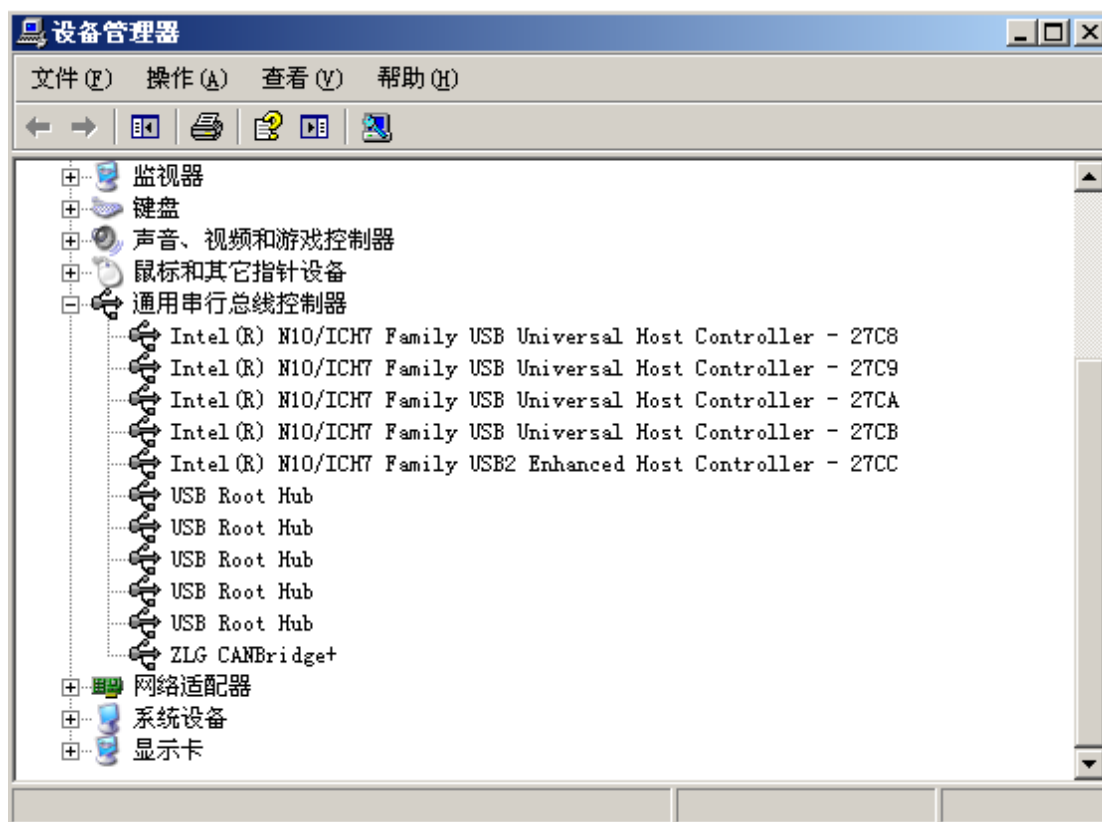 设备管理器
文件(F) 操作(A) 查看(V) 帮助(H)
监视器
键盘
声音、视频和游戏控制器
鼠标和其它指针设备
通用串行总线控制器
Intel(R) N10/ICH7 Family USB Universal Host Controller - 27C8
Intel(R) N10/ICH7 Family USB Universal Host Controller - 27C9
Intel(R) N10/ICH7 Family USB Universal Host Controller - 27CA
Intel(R) N10/ICH7 Family USB Universal Host Controller - 27CB
Intel(R) N10/ICH7 Family USB2 Enhanced Host Controller - 27CC
USB Root Hub
USB Root Hub
USB Root Hub
USB Root Hub
USB Root Hub
ZLG CANBridge+
网络适配器
系统设备
显示卡